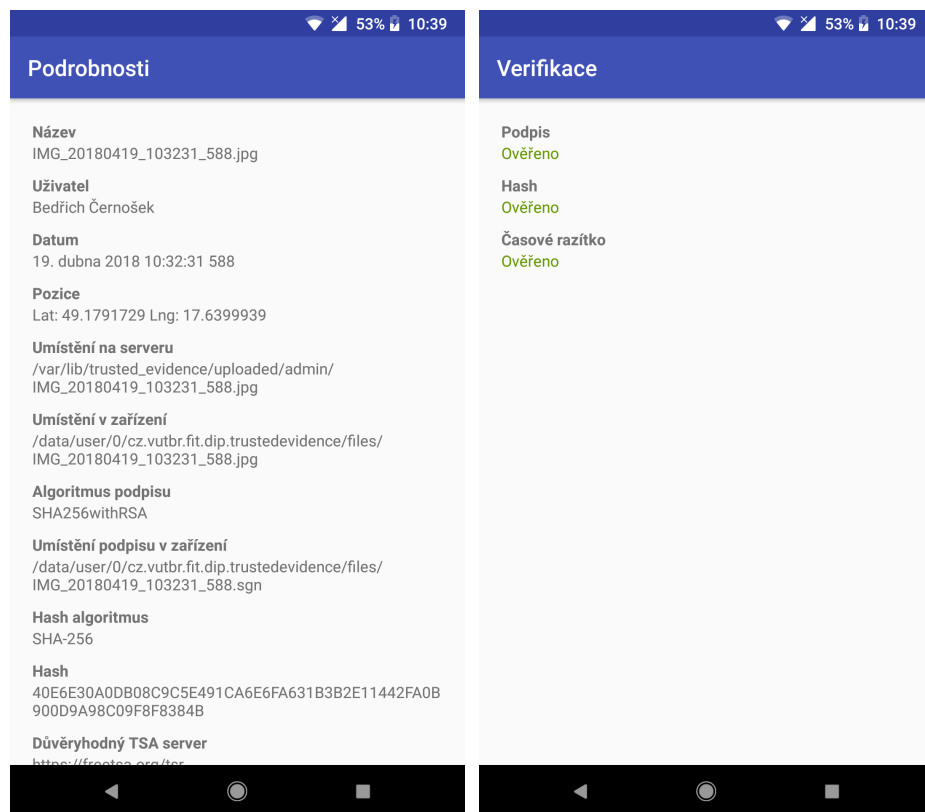 53% 10:39
Podrobnosti
Název
IMG_20180419_103231_588.jpg
Uživatel
Bedřich Černošek
Datum
19. dubna 2018 10:32:31 588
Pozice
Lat: 49.1791729 Lng: 17.6399939
Umístění na serveru
/var/lib/trusted_evidence/uploaded/admin/
IMG_20180419_103231_588.jpg
Umístění v zařízení
/data/user/0/cz.vutbr.fit.dip.trustedevidence/files/
IMG_20180419_103231_588.jpg
Algoritmus podpisu
SHA256withRSA
Umístění podpisu v zařízení
/data/user/0/cz.vutbr.fit.dip.trustedevidence/files/
IMG_20180419_103231_588.sgn
Hash algoritmus
SHA-256
Hash
40E6E30A0DB08C9C5E491CA6E6FA631B3B2E11442FA0B
900D9A98C09F8F8384B
Důvěryhodný TSA server
https://freetsa.org/tsr
53% 10:39
Verifikace
Podpis
Ověřeno
Hash
Ověřeno
Časové razítko
Ověřeno